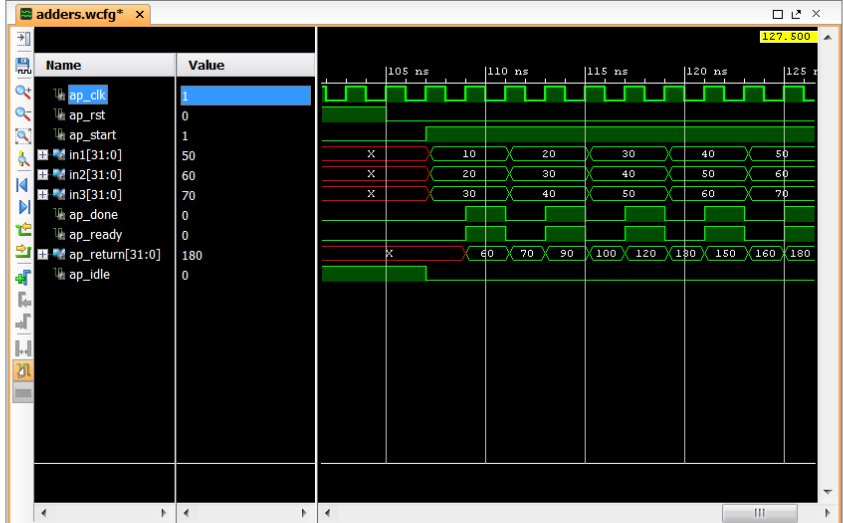 adders.wcfg* ×
127.500
Name Value
105 ns 110 ns 115 ns 120 ns 125
ap_clk 1
ap_rst 0
ap_start 1
in1[31:0] 50 X 10 20 30 40 50
in2[31:0] 60 X 20 30 40 50 60
in3[31:0] 70 X 30 40 50 60 70
ap_done 0
ap_ready 0
ap_return[31:0] 180 X 60 70 90 100 120 130 150 160 180
ap_idle 0